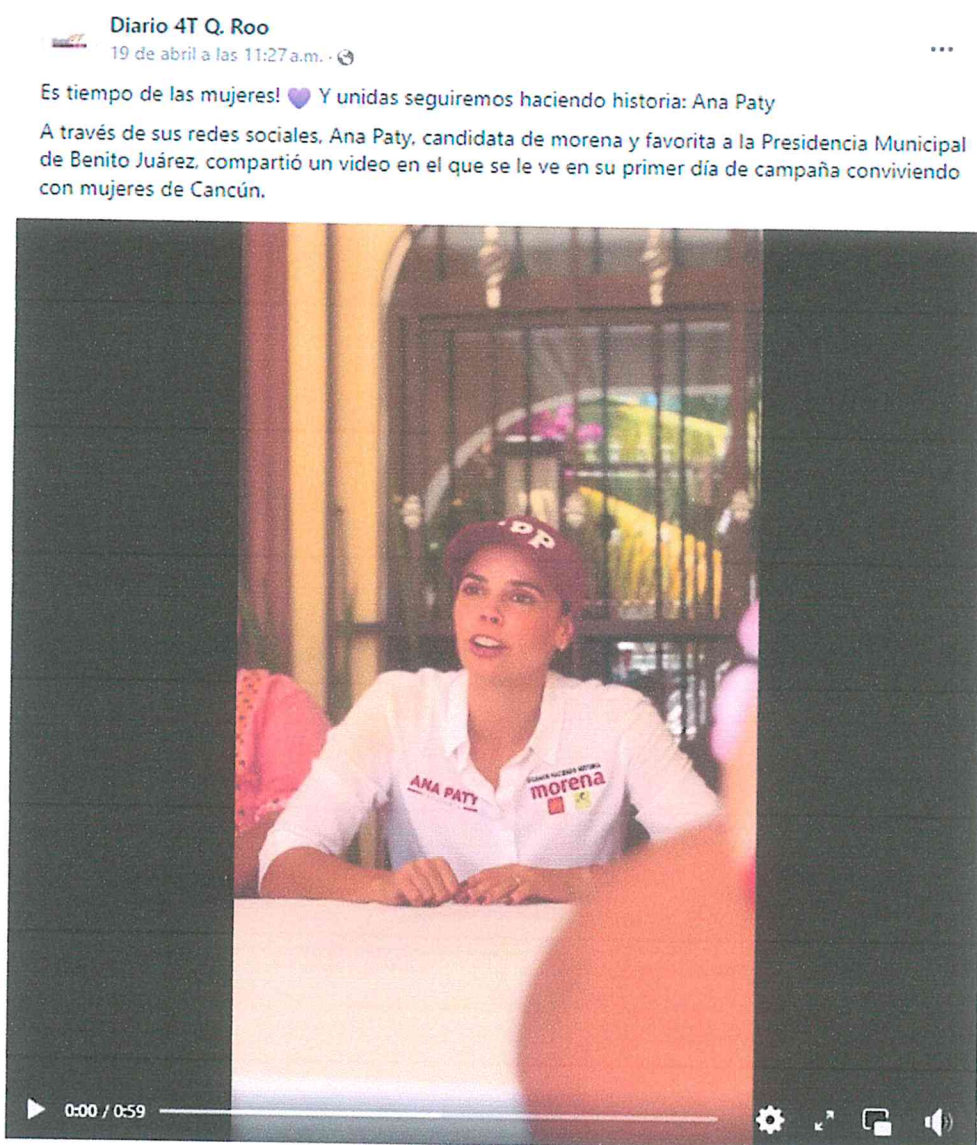 Diario 4T Q. Roo
19 de abril a las 11:27 a.m. ·
Es tiempo de las mujeres! 💜 Y unidas seguiremos haciendo historia: Ana Paty
A través de sus redes sociales, Ana Paty, candidata de morena y favorita a la Presidencia Municipal
de Benito Juárez, compartió un video en el que se le ve en su primer día de campaña conviviendo
con mujeres de Cancún.
ANA PATY
morena
0:00 / 0:59